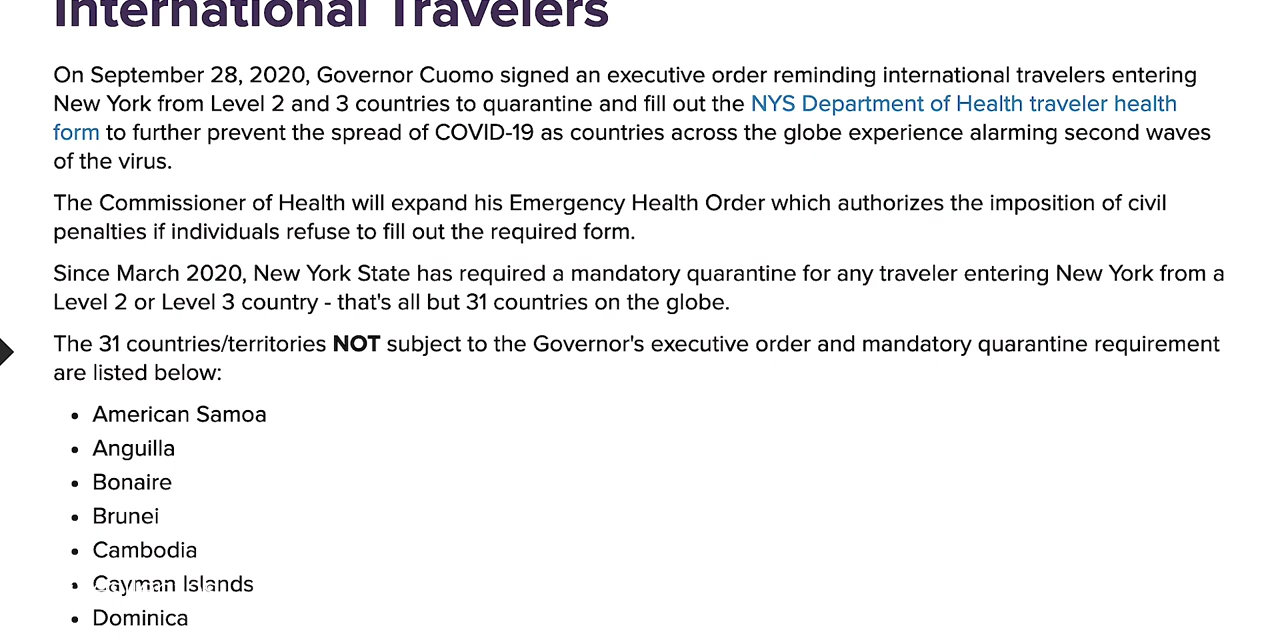 International Travelers
On September 28, 2020, Governor Cuomo signed an executive order reminding international travelers entering
New York from Level 2 and 3 countries to quarantine and fill out the NYS Department of Health traveler health
form to further prevent the spread of COVID-19 as countries across the globe experience alarming second waves
of the virus.
The Commissioner of Health will expand his Emergency Health Order which authorizes the imposition of civil
penalties if individuals refuse to fill out the required form.
Since March 2020, New York State has required a mandatory quarantine for any traveler entering New York from a
Level 2 or Level 3 country - that's all but 31 countries on the globe.
The 31 countries/territories NOT subject to the Governor's executive order and mandatory quarantine requirement
are listed below:
• American Samoa
• Anguilla
• Bonaire
• Brunei
• Cambodia
• Cayman Islands
• Dominica